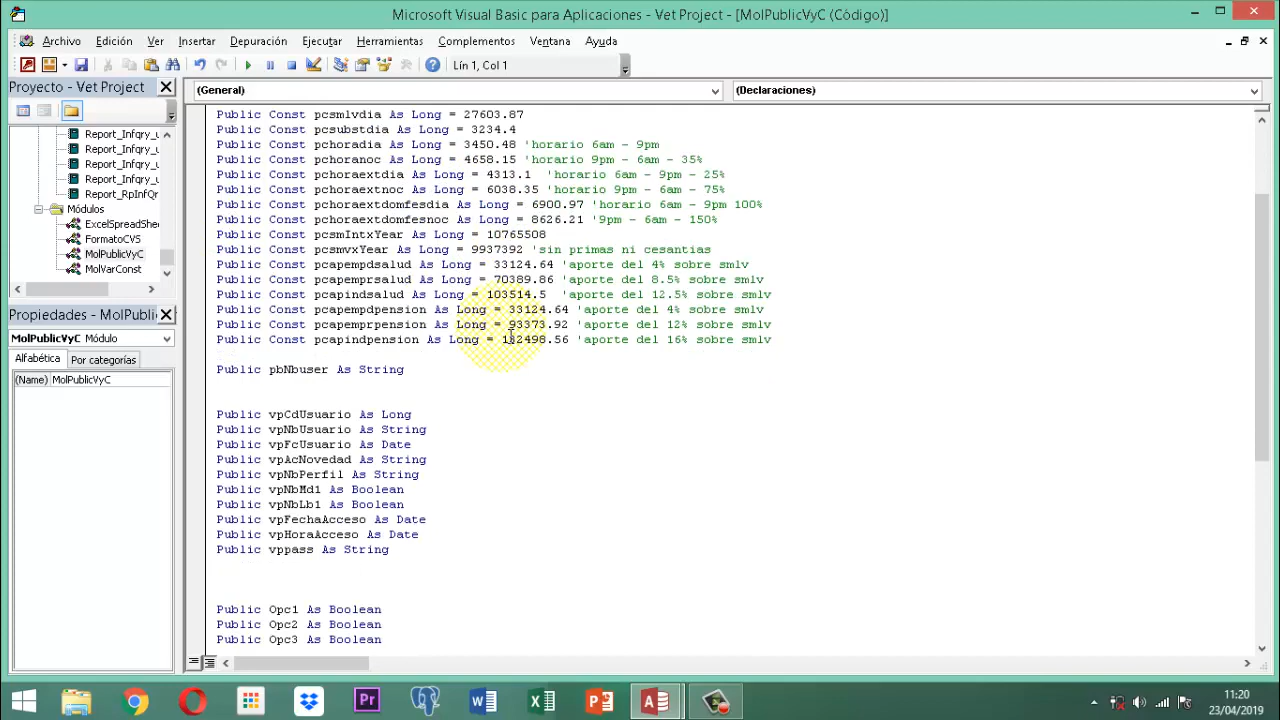 Microsoft Visual Basic para Aplicaciones - Vet Project - [MolPublicVyC (Código)]
Archivo Edición Ver Insertar Depuración Ejecutar Herramientas Complementos Ventana Ayuda
Lín 1, Col 1
Proyecto - Vet Project
Report_Infqry_u
Report_Infqry_u
Report_Infqry_u
Report_Infqry_u
Report_RpInfQr
Módulos
ExcelSpreadShe
FormatoCVS
MolPublicVyC
MolVarConst
Propiedades - MolPubli
MolPublicVyC Módulo
Alfabética Por categorías
(Name) MolPublicVyC
(General) (Declaraciones)
Public Const pcsmlvdia As Long = 27603.87
Public Const pcsubstdia As Long = 3234.4
Public Const pchoradia As Long = 3450.48 'horario 6am - 9pm
Public Const pchoranoc As Long = 4658.15 'horario 9pm - 6am - 35%
Public Const pchoraextdia As Long = 4313.1 'horario 6am - 9pm - 25%
Public Const pchoraextnoc As Long = 6038.35 'horario 9pm - 6am - 75%
Public Const pchoraextdomfesdia As Long = 6900.97 'horario 6am - 9pm 100%
Public Const pchoraextdomfesnoc As Long = 8626.21 '9pm - 6am - 150%
Public Const pcsmIntxYear As Long = 10765508
Public Const pcsmvxYear As Long = 9937392 'sin primas ni cesantias
Public Const pcapempdsalud As Long = 33124.64 'aporte del 4% sobre smlv
Public Const pcapemprsalud As Long = 70389.86 'aporte del 8.5% sobre smlv
Public Const pcapindsalud As Long = 103514.5 'aporte del 12.5% sobre smlv
Public Const pcapempdpension As Long = 33124.64 'aporte del 4% sobre smlv
Public Const pcapemprpension As Long = 93373.92 'aporte del 12% sobre smlv
Public Const pcapindpension As Long = 132498.56 'aporte del 16% sobre smlv
Public pbNbuser As String
Public vpCdUsuario As Long
Public vpNbUsuario As String
Public vpFcUsuario As Date
Public vpAcNovedad As String
Public vpNbPerfil As String
Public vpNbMd1 As Boolean
Public vpNbLb1 As Boolean
Public vpFechaAcceso As Date
Public vpHoraAcceso As Date
Public vppass As String
Public Opc1 As Boolean
Public Opc2 As Boolean
Public Opc3 As Boolean
11:20
23/04/2019